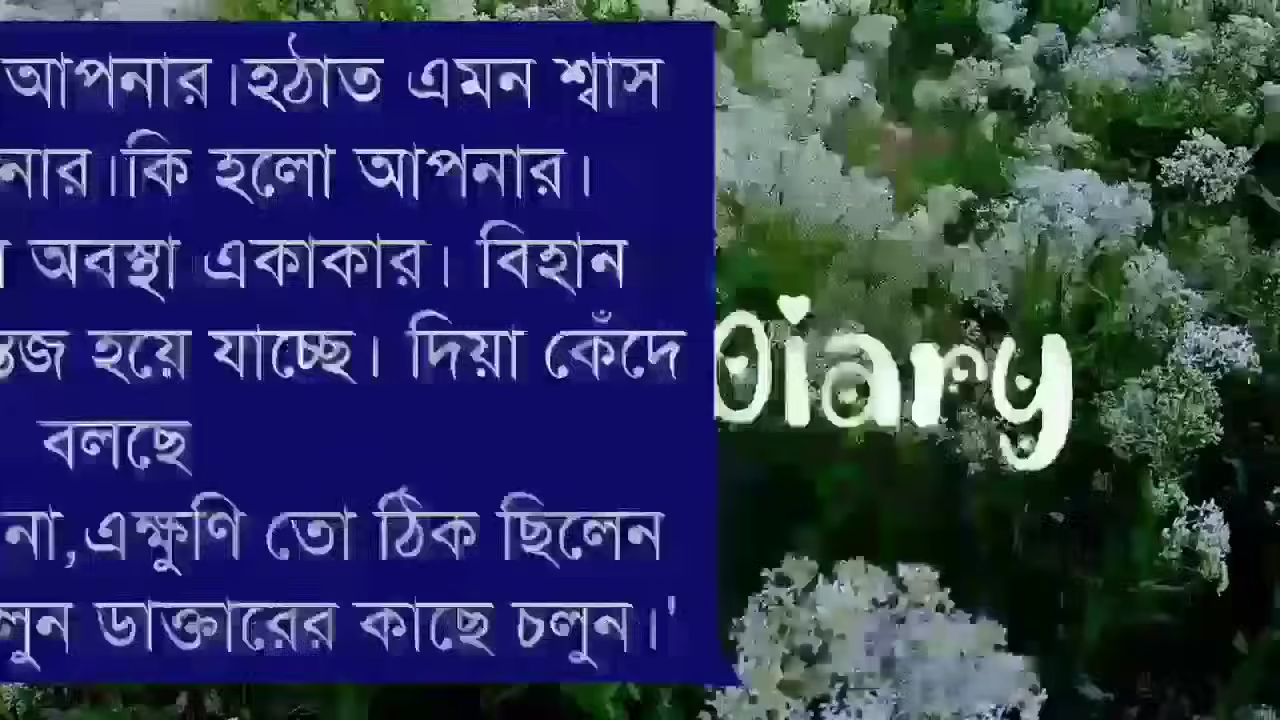 আপনার।হঠাত এমন শ্বাস
কি হলো আপনার।
অবস্থা একাকার। বিহান
হয়ে যাচ্ছে। দিয়া কেঁদে
বলছে
না,এক্ষুণি তো ঠিক ছিলেন
ডাক্তারের কাছে চলুন।'
Diary